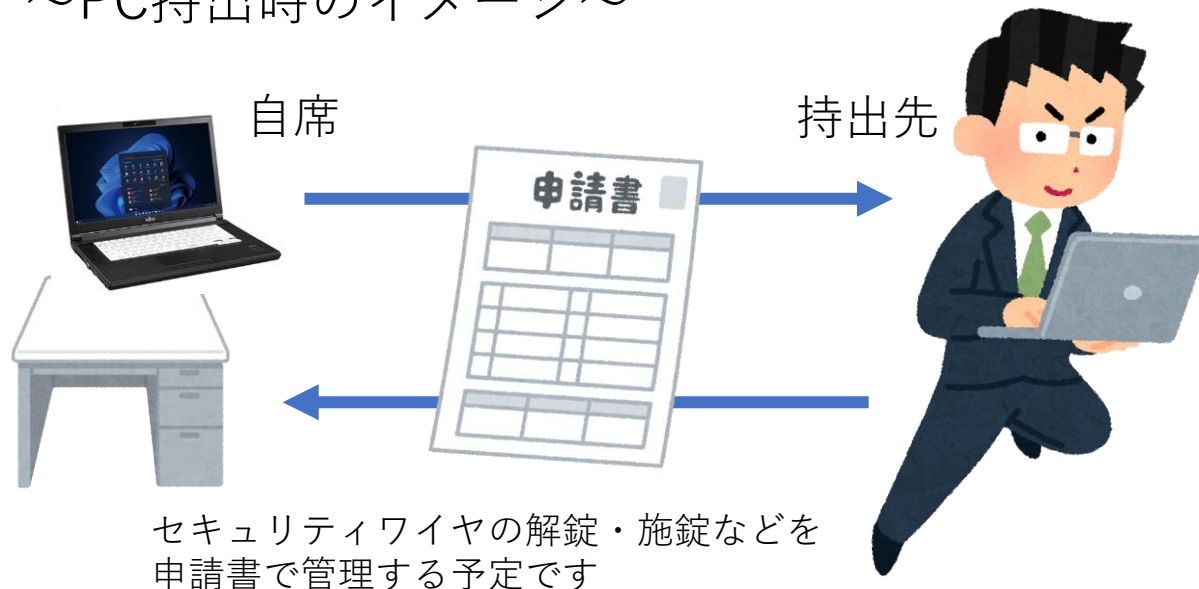 ～PC持出時のイメージ～
自席
持出先
申請書
セキュリティワイヤの解錠・施錠などを
申請書で管理する予定です